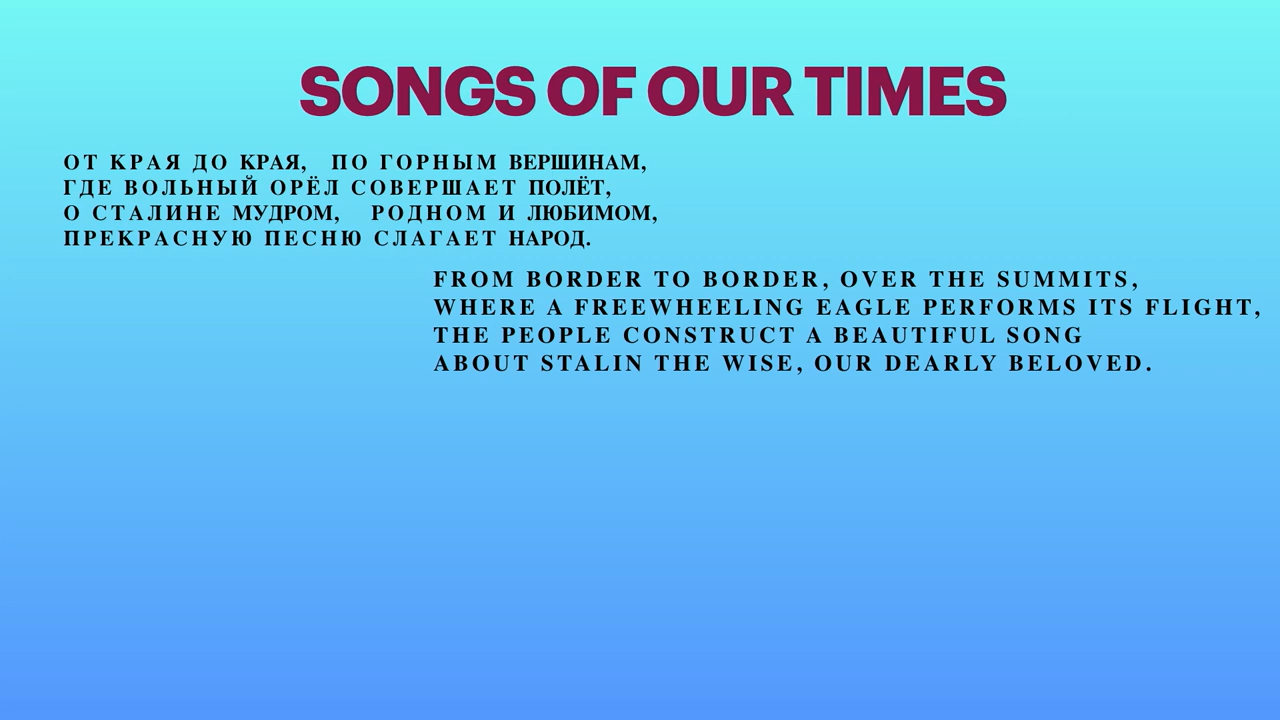 SONGS OF OUR TIMES
ОТ КРАЯ ДО КРАЯ, ПО ГОРНЫМ ВЕРШИНАМ,
ГДЕ ВОЛЬНЫЙ ОРЁЛ СОВЕРШАЕТ ПОЛЁТ,
О СТАЛИНЕ МУДРОМ, РОДНОМ И ЛЮБИМОМ,
ПРЕКРАСНУЮ ПЕСНЮ СЛАГАЕТ НАРОД.
FROM BORDER TO BORDER, OVER THE SUMMITS,
WHERE A FREEWHEELING EAGLE PERFORMS ITS FLIGHT,
THE PEOPLE CONSTRUCT A BEAUTIFUL SONG
ABOUT STALIN THE WISE, OUR DEARLY BELOVED.